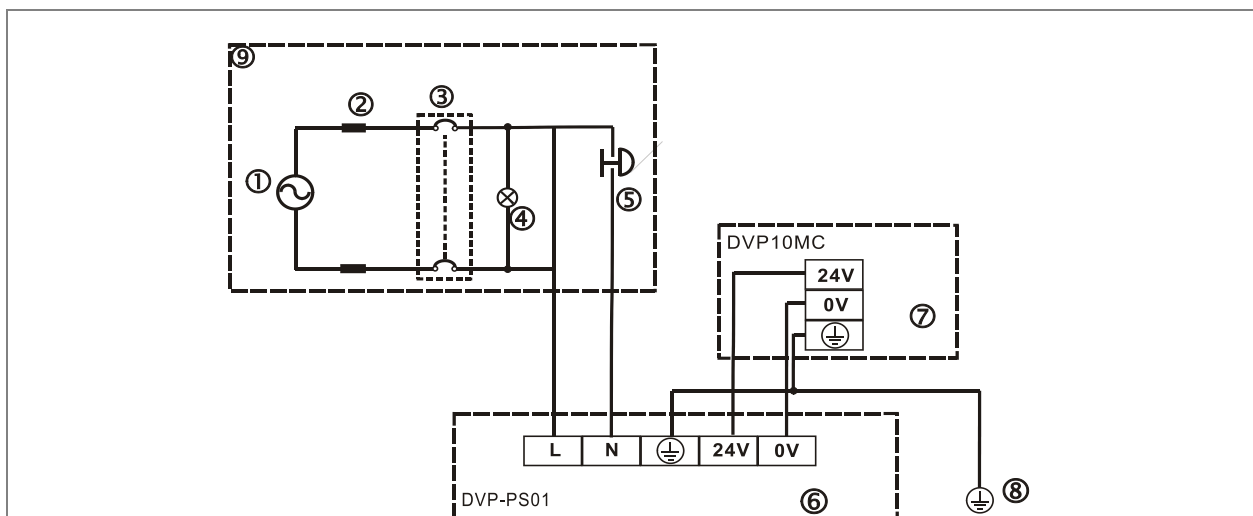 ⑨
②
③
①
④
⑤
DVP10MC
24V
0V
⑦
L N 24V 0V
DVP-PS01
⑥
⑧